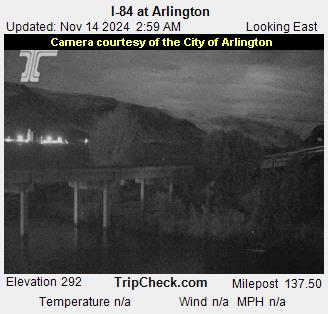 I-84 at Arlington
Updated: Nov 14 2024 2:59 AM Looking East
Camera courtesy of the City of Arlington
Elevation 292 TripCheck.com Milepost 137.50
Temperature n/a Wind n/a MPH n/a